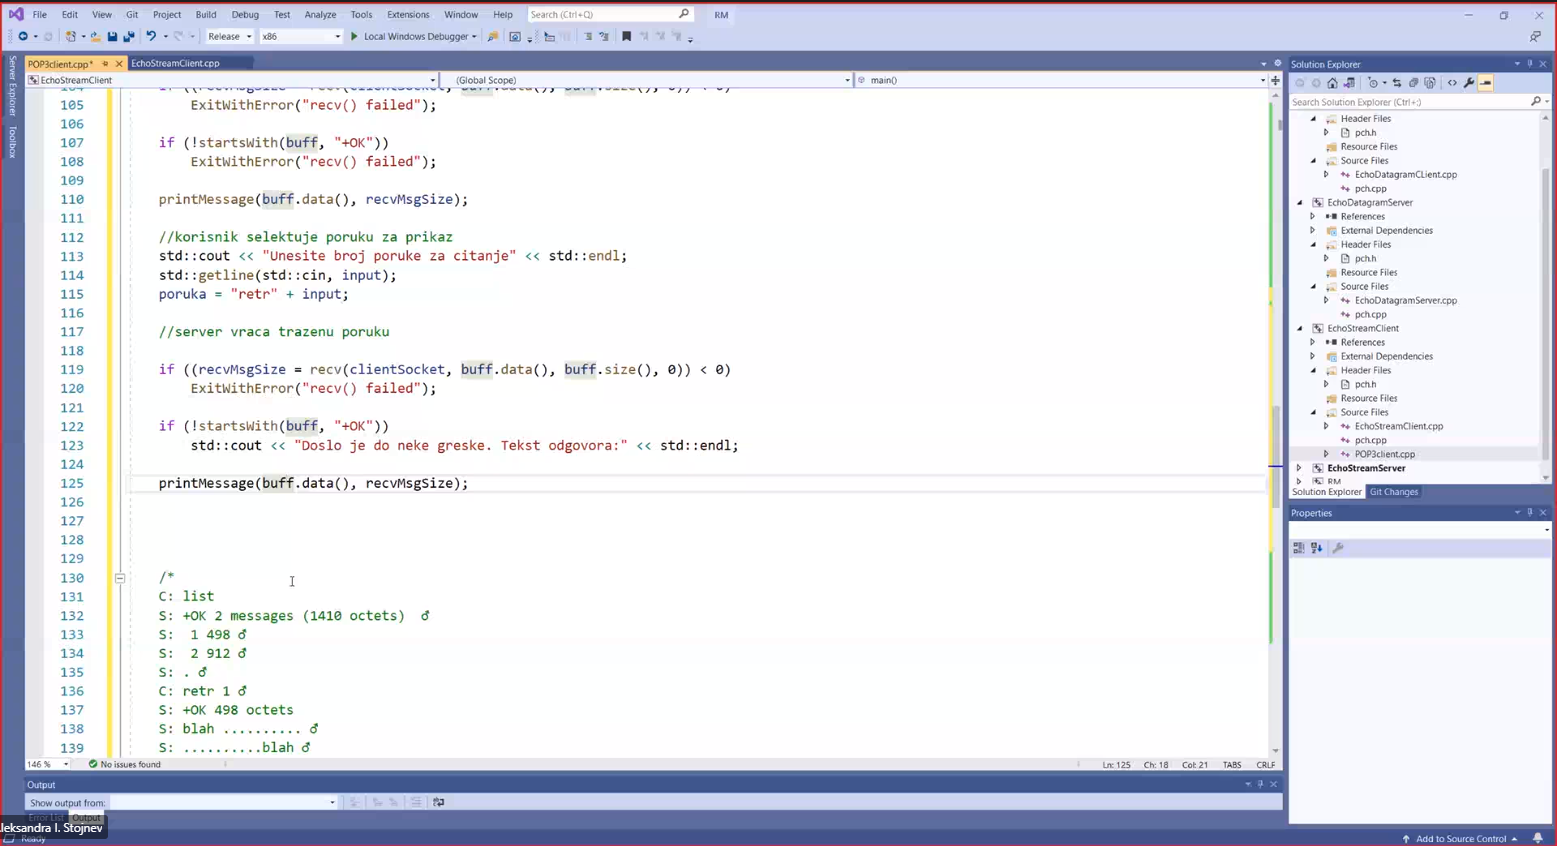 File Edit View Git Project Build Debug Test Analyze Tools Extensions Window Help Search (Ctrl+Q) RM
Release x86 Local Windows Debugger
POP3client.cpp* EchoStreamClient.cpp
EchoStreamClient (Global Scope) main()
Server Explorer
Toolbox
105 ExitWithError("recv() failed");
106
107 if (!startsWith(buff, "+OK"))
108 ExitWithError("recv() failed");
109
110 printMessage(buff.data(), recvMsgSize);
111
112 //korisnik selektuje poruku za prikaz
113 std::cout << "Unesite broj poruke za citanje" << std::endl;
114 std::getline(std::cin, input);
115 poruka = "retr" + input;
116
117 //server vraca trazenu poruku
118
119 if ((recvMsgSize = recv(clientSocket, buff.data(), buff.size(), 0)) < 0)
120 ExitWithError("recv() failed");
121
122 if (!startsWith(buff, "+OK"))
123 std::cout << "Doslo je do neke greske. Tekst odgovora:" << std::endl;
124
125 printMessage(buff.data(), recvMsgSize);
126
127
128
129
130 /*
131 C: list
132 S: +OK 2 messages (1410 octets) ♂
133 S: 1 498 ♂
134 S: 2 912 ♂
135 S: . ♂
136 C: retr 1 ♂
137 S: +OK 498 octets
138 S: blah .......... ♂
139 S: ..........blah ♂
146 % No issues found Ln: 125 Ch: 18 Col: 21 TABS CRLF
Output
Show output from:
Error List Output
Aleksandra I. Stojnev
Ready
Solution Explorer
Search Solution Explorer (Ctrl+;)
Header Files
pch.h
Resource Files
Source Files
EchoDatagramCLient.cpp
pch.cpp
EchoDatagramServer
References
External Dependencies
Header Files
pch.h
Resource Files
Source Files
EchoDatagramServer.cpp
pch.cpp
EchoStreamClient
References
External Dependencies
Header Files
pch.h
Resource Files
Source Files
EchoStreamClient.cpp
pch.cpp
POP3client.cpp
EchoStreamServer
RM
Solution Explorer Git Changes
Properties
Add to Source Control